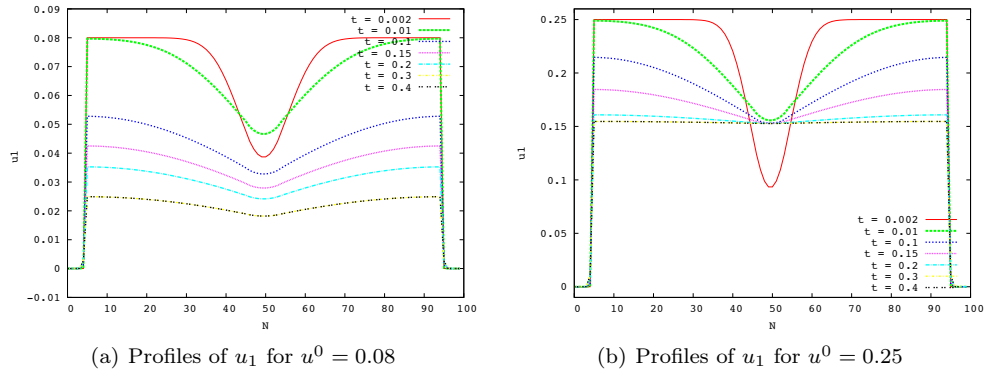 0.09
0.08
0.07
0.06
0.05
0.04
0.03
0.02
0.01
0
-0.01
u1
0 10 20 30 40 50 60 70 80 90 100
N
t = 0.002
t = 0.01
t = 0.1
t = 0.15
t = 0.2
t = 0.3
t = 0.4
(a) Profiles of u₁ for u⁰ = 0.08
0.25
0.2
0.15
0.1
0.05
0
u1
0 10 20 30 40 50 60 70 80 90 100
N
t = 0.002
t = 0.01
t = 0.1
t = 0.15
t = 0.2
t = 0.3
t = 0.4
(b) Profiles of u₁ for u⁰ = 0.25